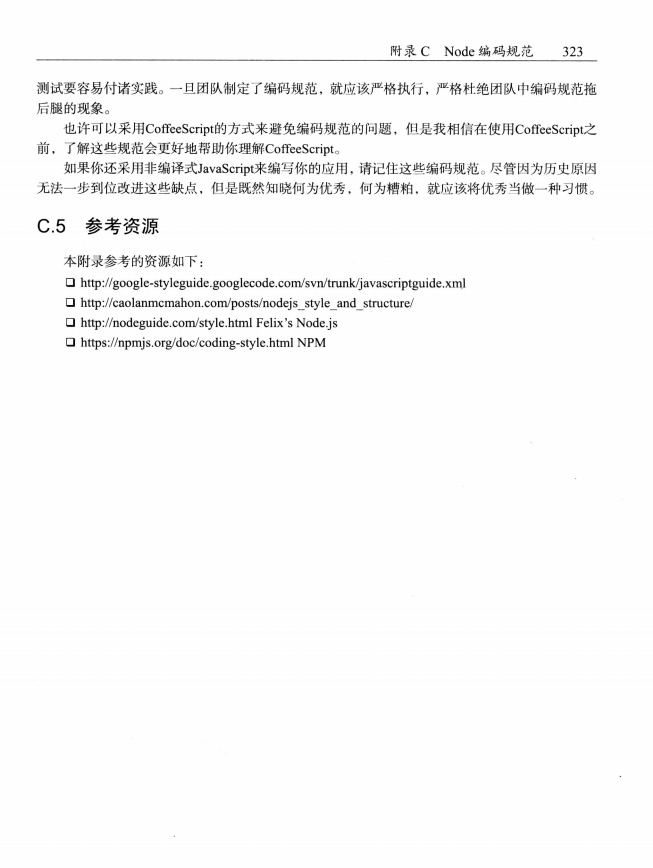 附录 C Node 编码规范 323
测试要容易付诸实践。一旦团队制定了编码规范，就应该严格执行，严格杜绝团队中编码规范拖
后腿的现象。
也许可以采用CoffeeScript的方式来避免编码规范的问题，但是我相信在使用CoffeeScript之
前，了解这些规范会更好地帮助你理解CoffeeScript。
如果你还采用非编译式JavaScript来编写你的应用，请记住这些编码规范。尽管因为历史原因
无法一步到位改进这些缺点，但是既然知晓何为优秀，何为糟粕，就应该将优秀当做一种习惯。
C.5 参考资源
本附录参考的资源如下：
❑ http://google-styleguide.googlecode.com/svn/trunk/javascriptguide.xml
❑ http://caolanmcmahon.com/posts/nodejs_style_and_structure/
❑ http://nodeguide.com/style.html Felix's Node.js
❑ https://npmjs.org/doc/coding-style.html NPM